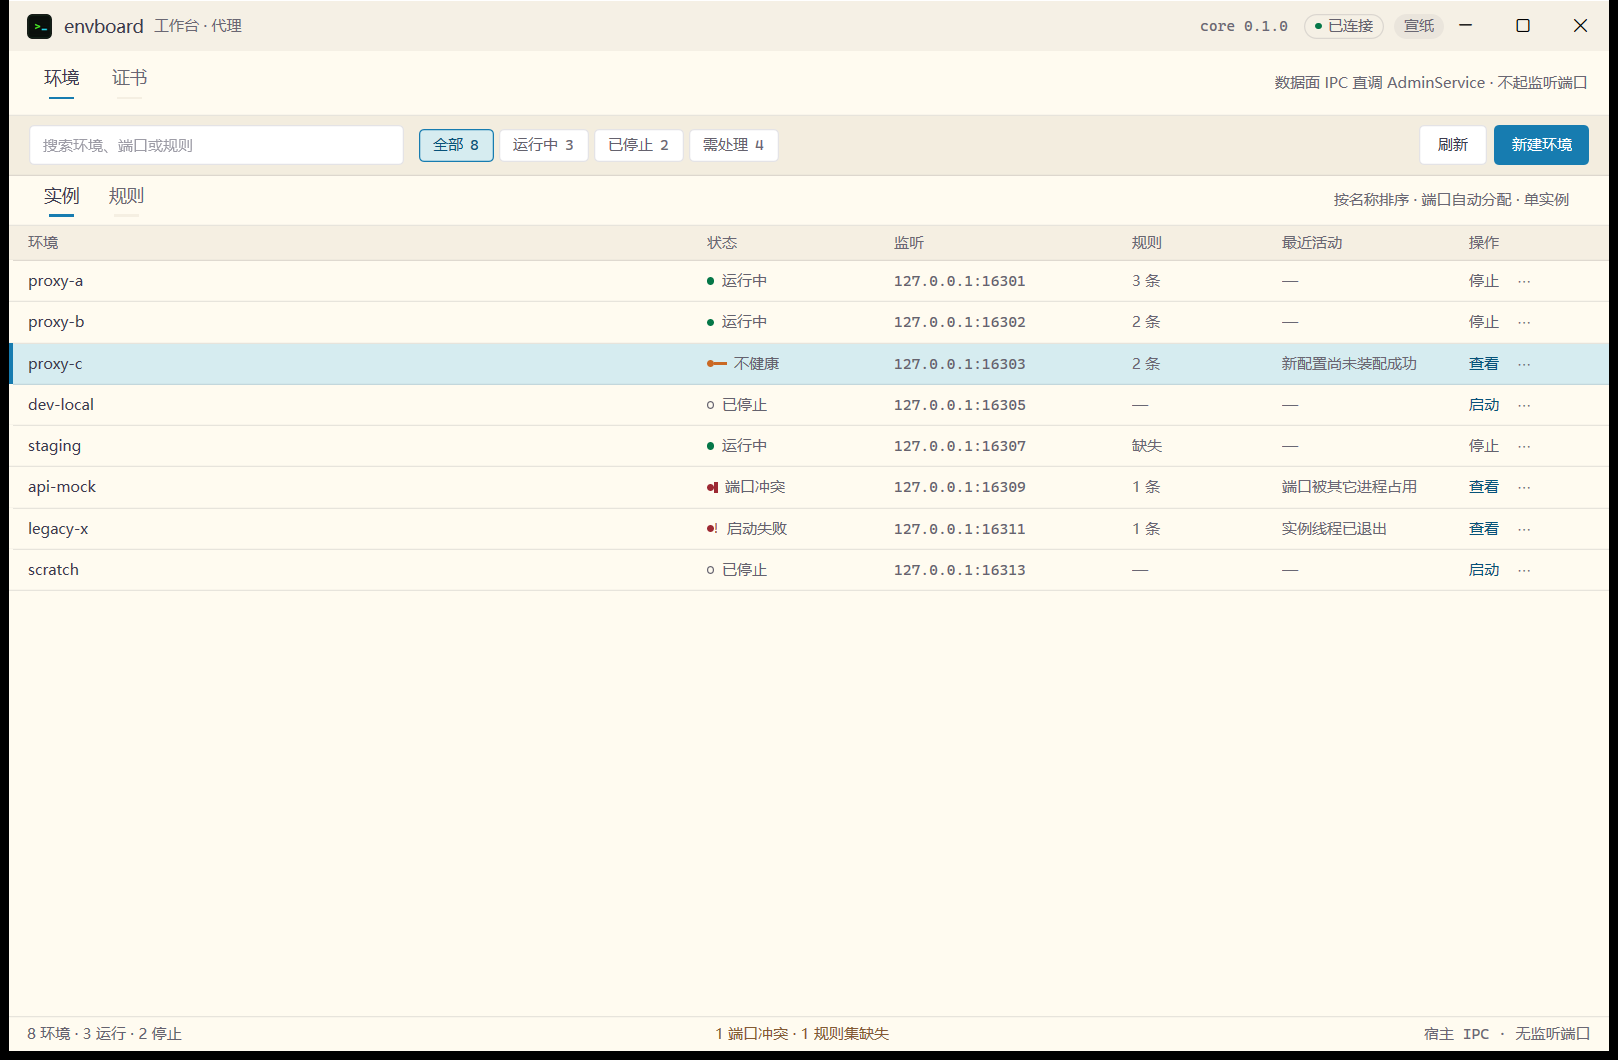 >_ envboard 工作台 · 代理 core 0.1.0 已连接 宣纸
环境 证书 数据面 IPC 直调 AdminService · 不起监听端口
搜索环境、端口或规则 全部 8 运行中 3 已停止 2 需处理 4 刷新 新建环境
实例 规则 按名称排序 · 端口自动分配 · 单实例
环境 状态 监听 规则 最近活动 操作
proxy-a 运行中 127.0.0.1:16301 3 条 — 停止 ···
proxy-b 运行中 127.0.0.1:16302 2 条 — 停止 ···
proxy-c 不健康 127.0.0.1:16303 2 条 新配置尚未装配成功 查看 ···
dev-local 已停止 127.0.0.1:16305 — — 启动 ···
staging 运行中 127.0.0.1:16307 缺失 — 停止 ···
api-mock 端口冲突 127.0.0.1:16309 1 条 端口被其它进程占用 查看 ···
legacy-x ! 启动失败 127.0.0.1:16311 1 条 实例线程已退出 查看 ···
scratch 已停止 127.0.0.1:16313 — — 启动 ···
8 环境 · 3 运行 · 2 停止 1 端口冲突 · 1 规则集缺失 宿主 IPC · 无监听端口